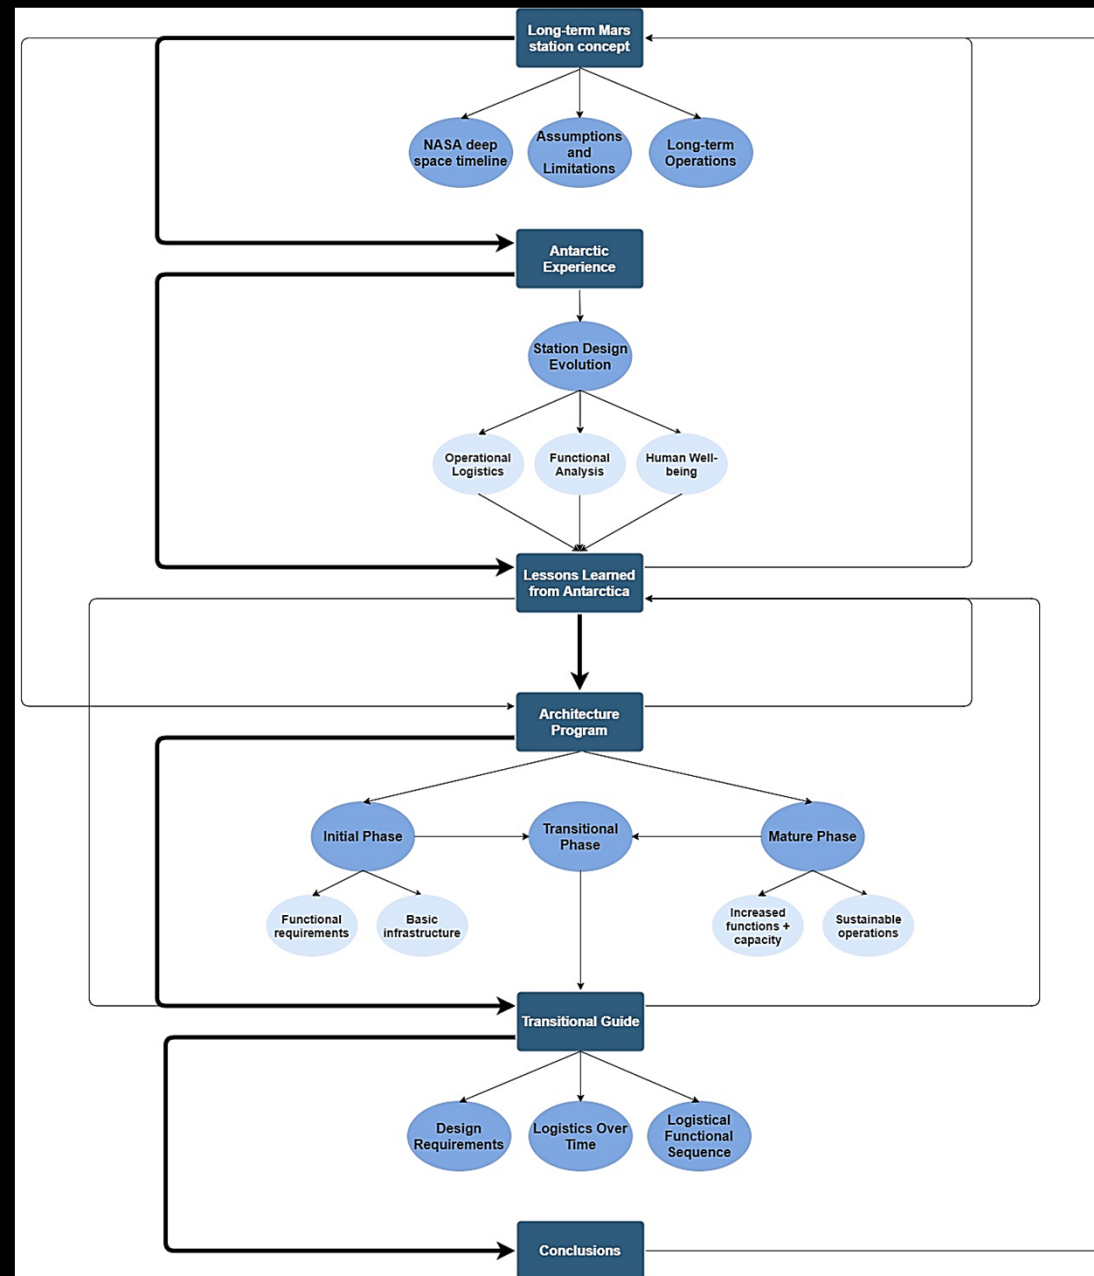 Long-term Mars
station concept
NASA deep
space timeline
Assumptions
and
Limitations
Long-term
Operations
Antarctic
Experience
Station Design
Evolution
Operational
Logistics
Functional
Analysis
Human Well-
being
Lessons Learned
from Antarctica
Architecture
Program
Initial Phase
Transitional
Phase
Mature Phase
Functional
requirements
Basic
infrastructure
Increased
functions +
capacity
Sustainable
operations
Transitional Guide
Design
Requirements
Logistics Over
Time
Logistical
Functional
Sequence
Conclusions